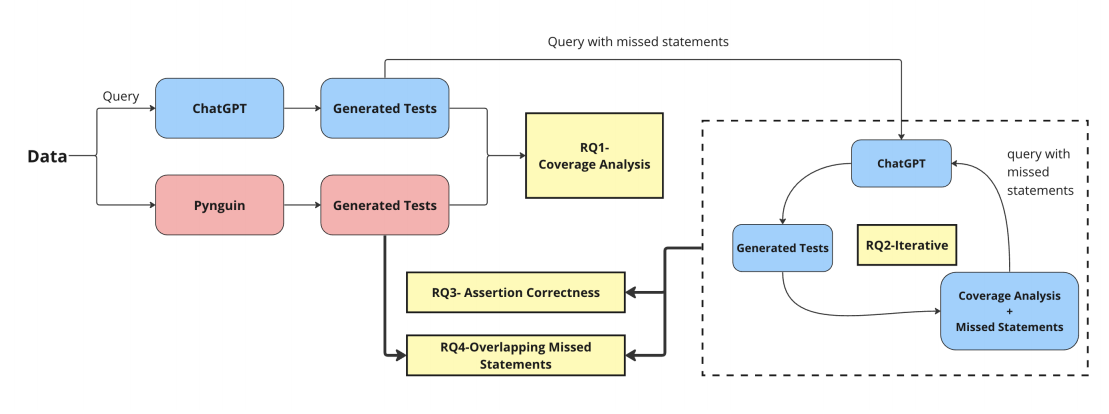 Query with missed statements
Query
ChatGPT
Generated Tests
Data
RQ1-
Coverage Analysis
Pynguin
Generated Tests
ChatGPT
query with
missed
statements
Generated Tests
RQ2-Iterative
Coverage Analysis
+
Missed Statements
RQ3- Assertion Correctness
RQ4-Overlapping Missed
Statements